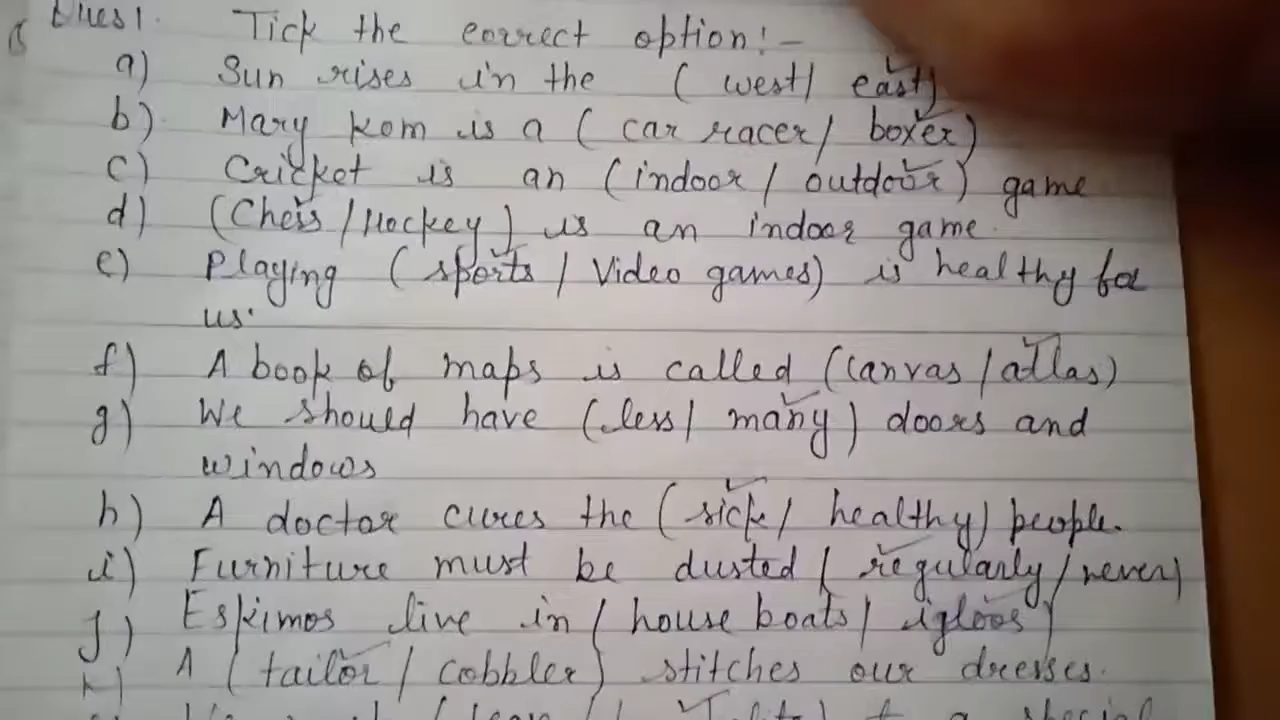 Ques 1. Tick the correct option:-
a) Sun rises in the (west/ east)
b) Mary Kom is a (car racer/ boxer)
c) Cricket is an (indoor / outdoor) game
d) (Chess / Hockey) is an indoor game.
e) Playing (sports / Video games) is healthy for
us.
f) A book of maps is called (canvas / atlas)
g) We should have (less/ many) doors and
windows
h) A doctor cures the (sick/ healthy) people.
i) Furniture must be dusted ( regularly / never)
j) Eskimos live in ( house boats/ igloos)
k) A (tailor / cobbler) stitches our dresses.
a special